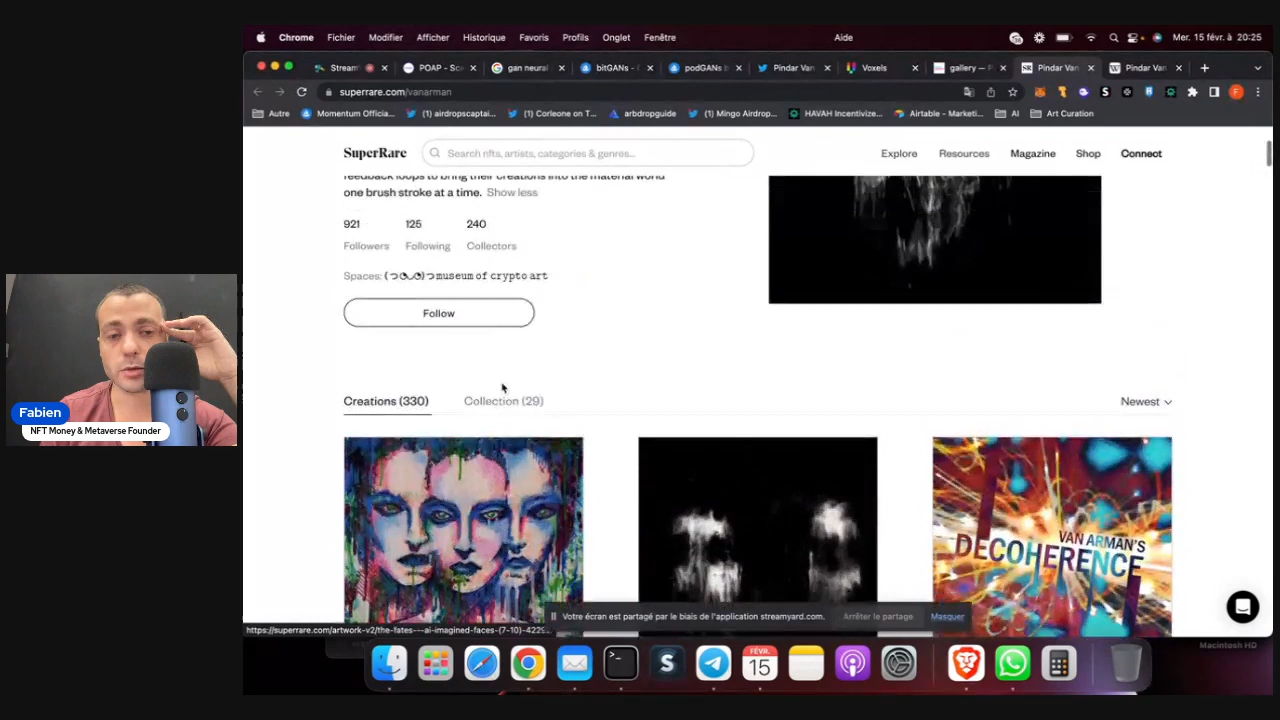 Chrome Fichier Modifier Afficher Historique Favoris Profils Onglet Fenêtre Aide Mer. 15 févr. à 20:25
Stream POAP - Sc gan neural bitGANs - podGANs b Pindar Van Voxels gallery — Pindar Van Pindar Van
superrare.com/vanarman
Autre Momentum Officia... (1) airdropscaptai... (1) Corleone on T... arbdropguide (1) Mingo Airdrop... HAVAH Incentivize... Airtable - Marketi... AI Art Curation
SuperRare Search nfts, artists, categories & genres... Explore Resources Magazine Shop Connect
feedback loops to bring their creations into the material world
one brush stroke at a time. Show less
921 125 240
Followers Following Collectors
Spaces: museum of crypto art
Follow
Creations (330) Collection (29) Newest
Fabien
NFT Money & Metaverse Founder
VAN ARMAN'S
DECOHERENCE
Votre écran est partagé par le biais de l'application streamyard.com. Arrêter le partage Masquer
https://superrare.com/artwork-v2/the-fates---ai-imagined-faces-(7-10)-4229...
Macintosh HD
FÉVR.
15